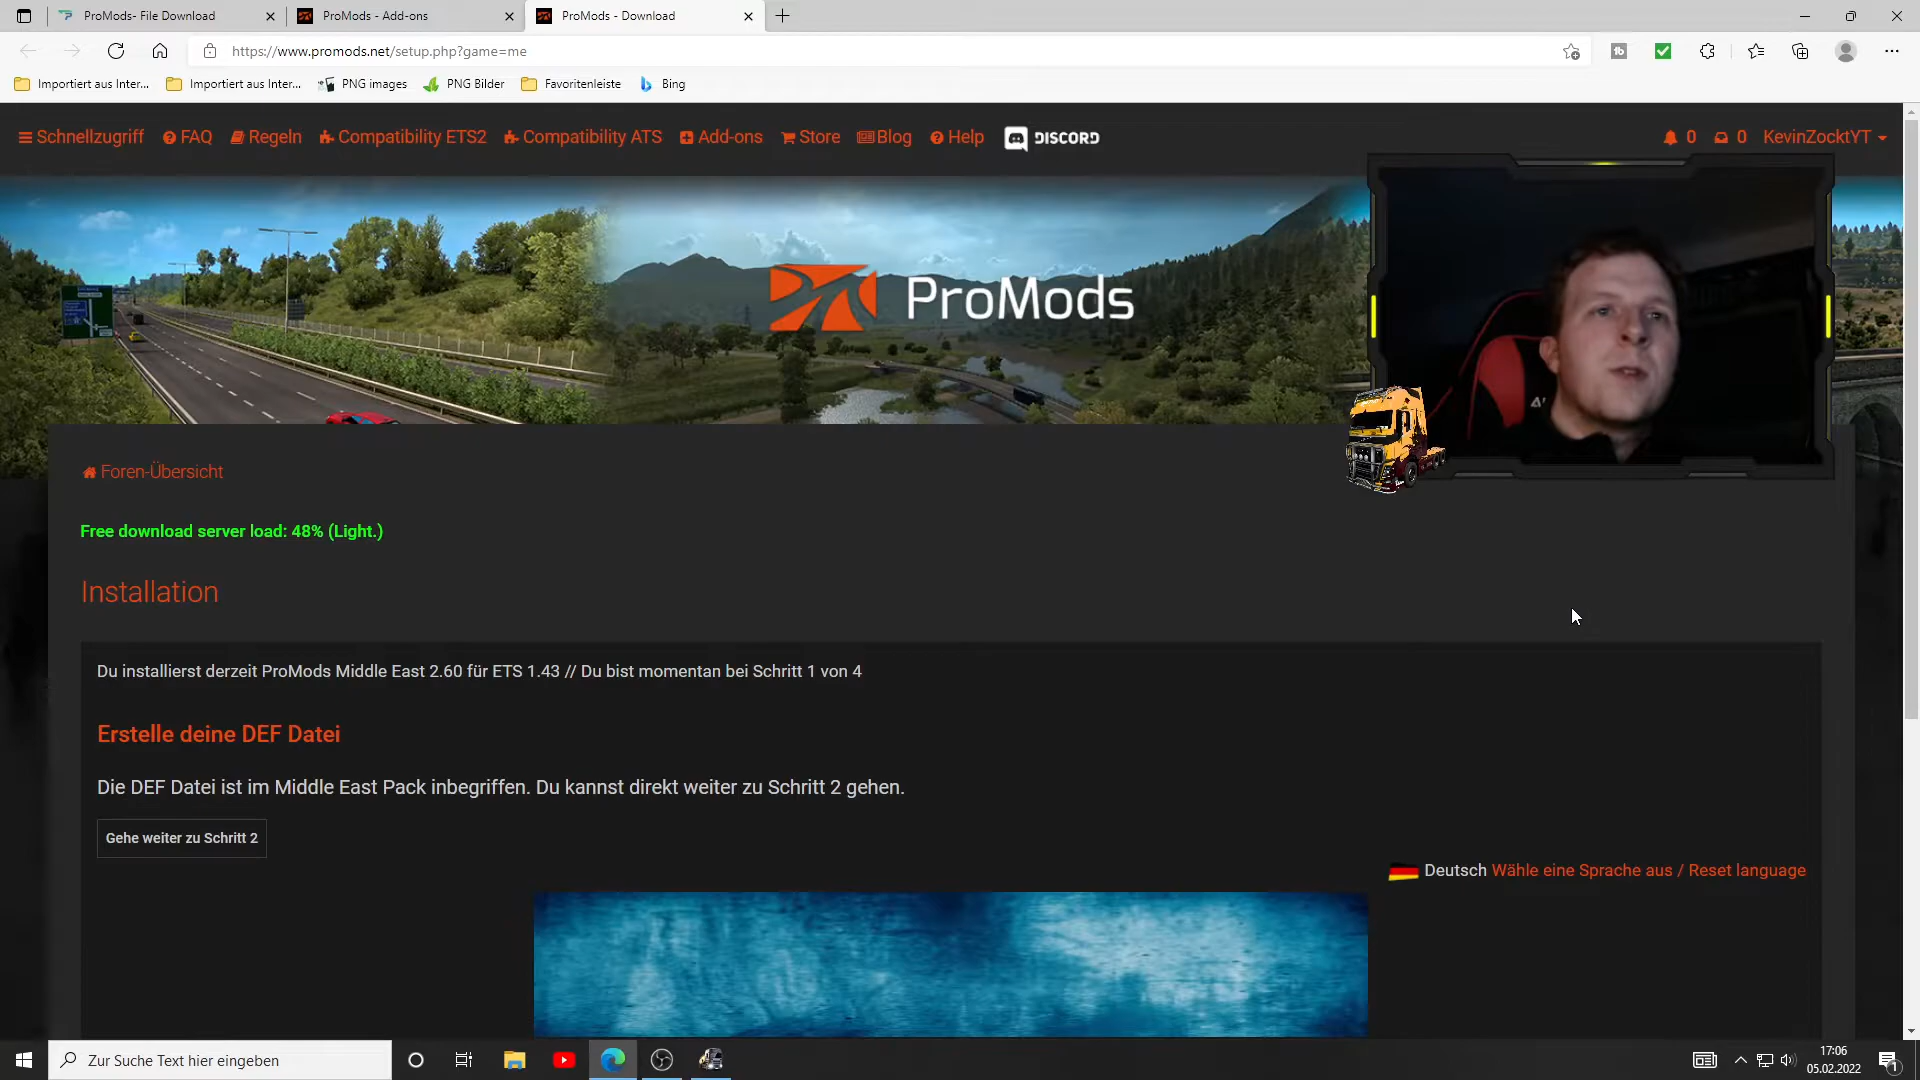 ProMods- File Download
ProMods - Add-ons
ProMods - Download
https://www.promods.net/setup.php?game=me
Importiert aus Inter...
Importiert aus Inter...
PNG images
PNG Bilder
Favoritenleiste
Bing
Schnellzugriff
FAQ
Regeln
Compatibility ETS2
Compatibility ATS
Add-ons
Store
Blog
Help
DISCORD
0
0
KevinZocktYT
ProMods
Foren-Übersicht
Free download server load: 48% (Light.)
Installation
Du installierst derzeit ProMods Middle East 2.60 für ETS 1.43 // Du bist momentan bei Schritt 1 von 4
Erstelle deine DEF Datei
Die DEF Datei ist im Middle East Pack inbegriffen. Du kannst direkt weiter zu Schritt 2 gehen.
Gehe weiter zu Schritt 2
Deutsch Wähle eine Sprache aus / Reset language
Zur Suche Text hier eingeben
17:06
05.02.2022
1